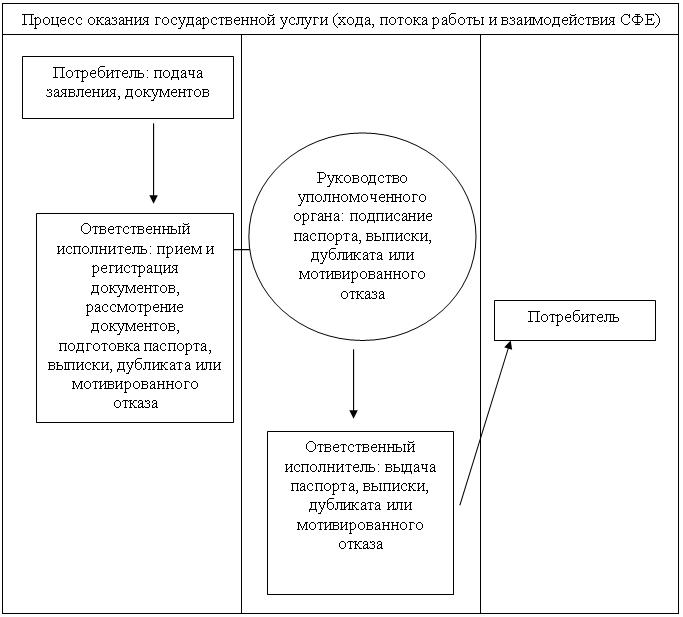 Процесс оказания государственной услуги (хода, потока работы и взаимодействия СФЕ)
Потребитель: подача
заявления, документов
Ответственный
исполнитель: прием и
регистрация
документов,
рассмотрение
документов,
подготовка паспорта,
выписки, дубликата или
мотивированного
отказа
Руководство
уполномоченного
органа: подписание
паспорта, выписки,
дубликата или
мотивированного
отказа
Ответственный
исполнитель: выдача
паспорта, выписки,
дубликата или
мотивированного
отказа
Потребитель